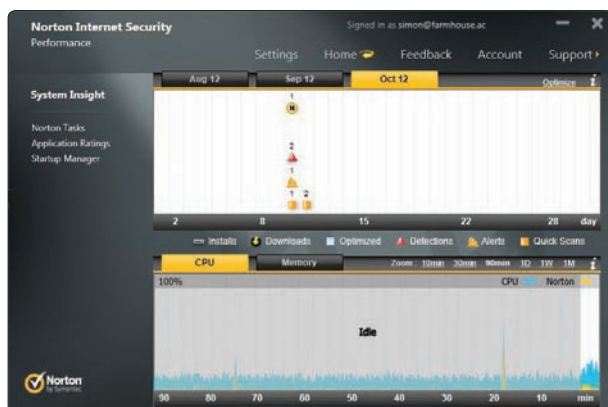 Norton Internet Security
Performance
Signed in as simon@farmhouse.ac
Settings Home Feedback Account Support
System Insight
Norton Tasks
Application Ratings
Startup Manager
Aug 12 Sep 12 Oct 12 Optimize i
1
N
2
1
1 2
2 8 15 22 28 day
Installs Downloads Optimized Detections Alerts Quick Scans
CPU Memory Zoom: 10min 30min 90min 1D 1W 1M i
100% CPU Norton
Idle
90 80 70 60 50 40 30 20 10 min
Norton
by Symantec